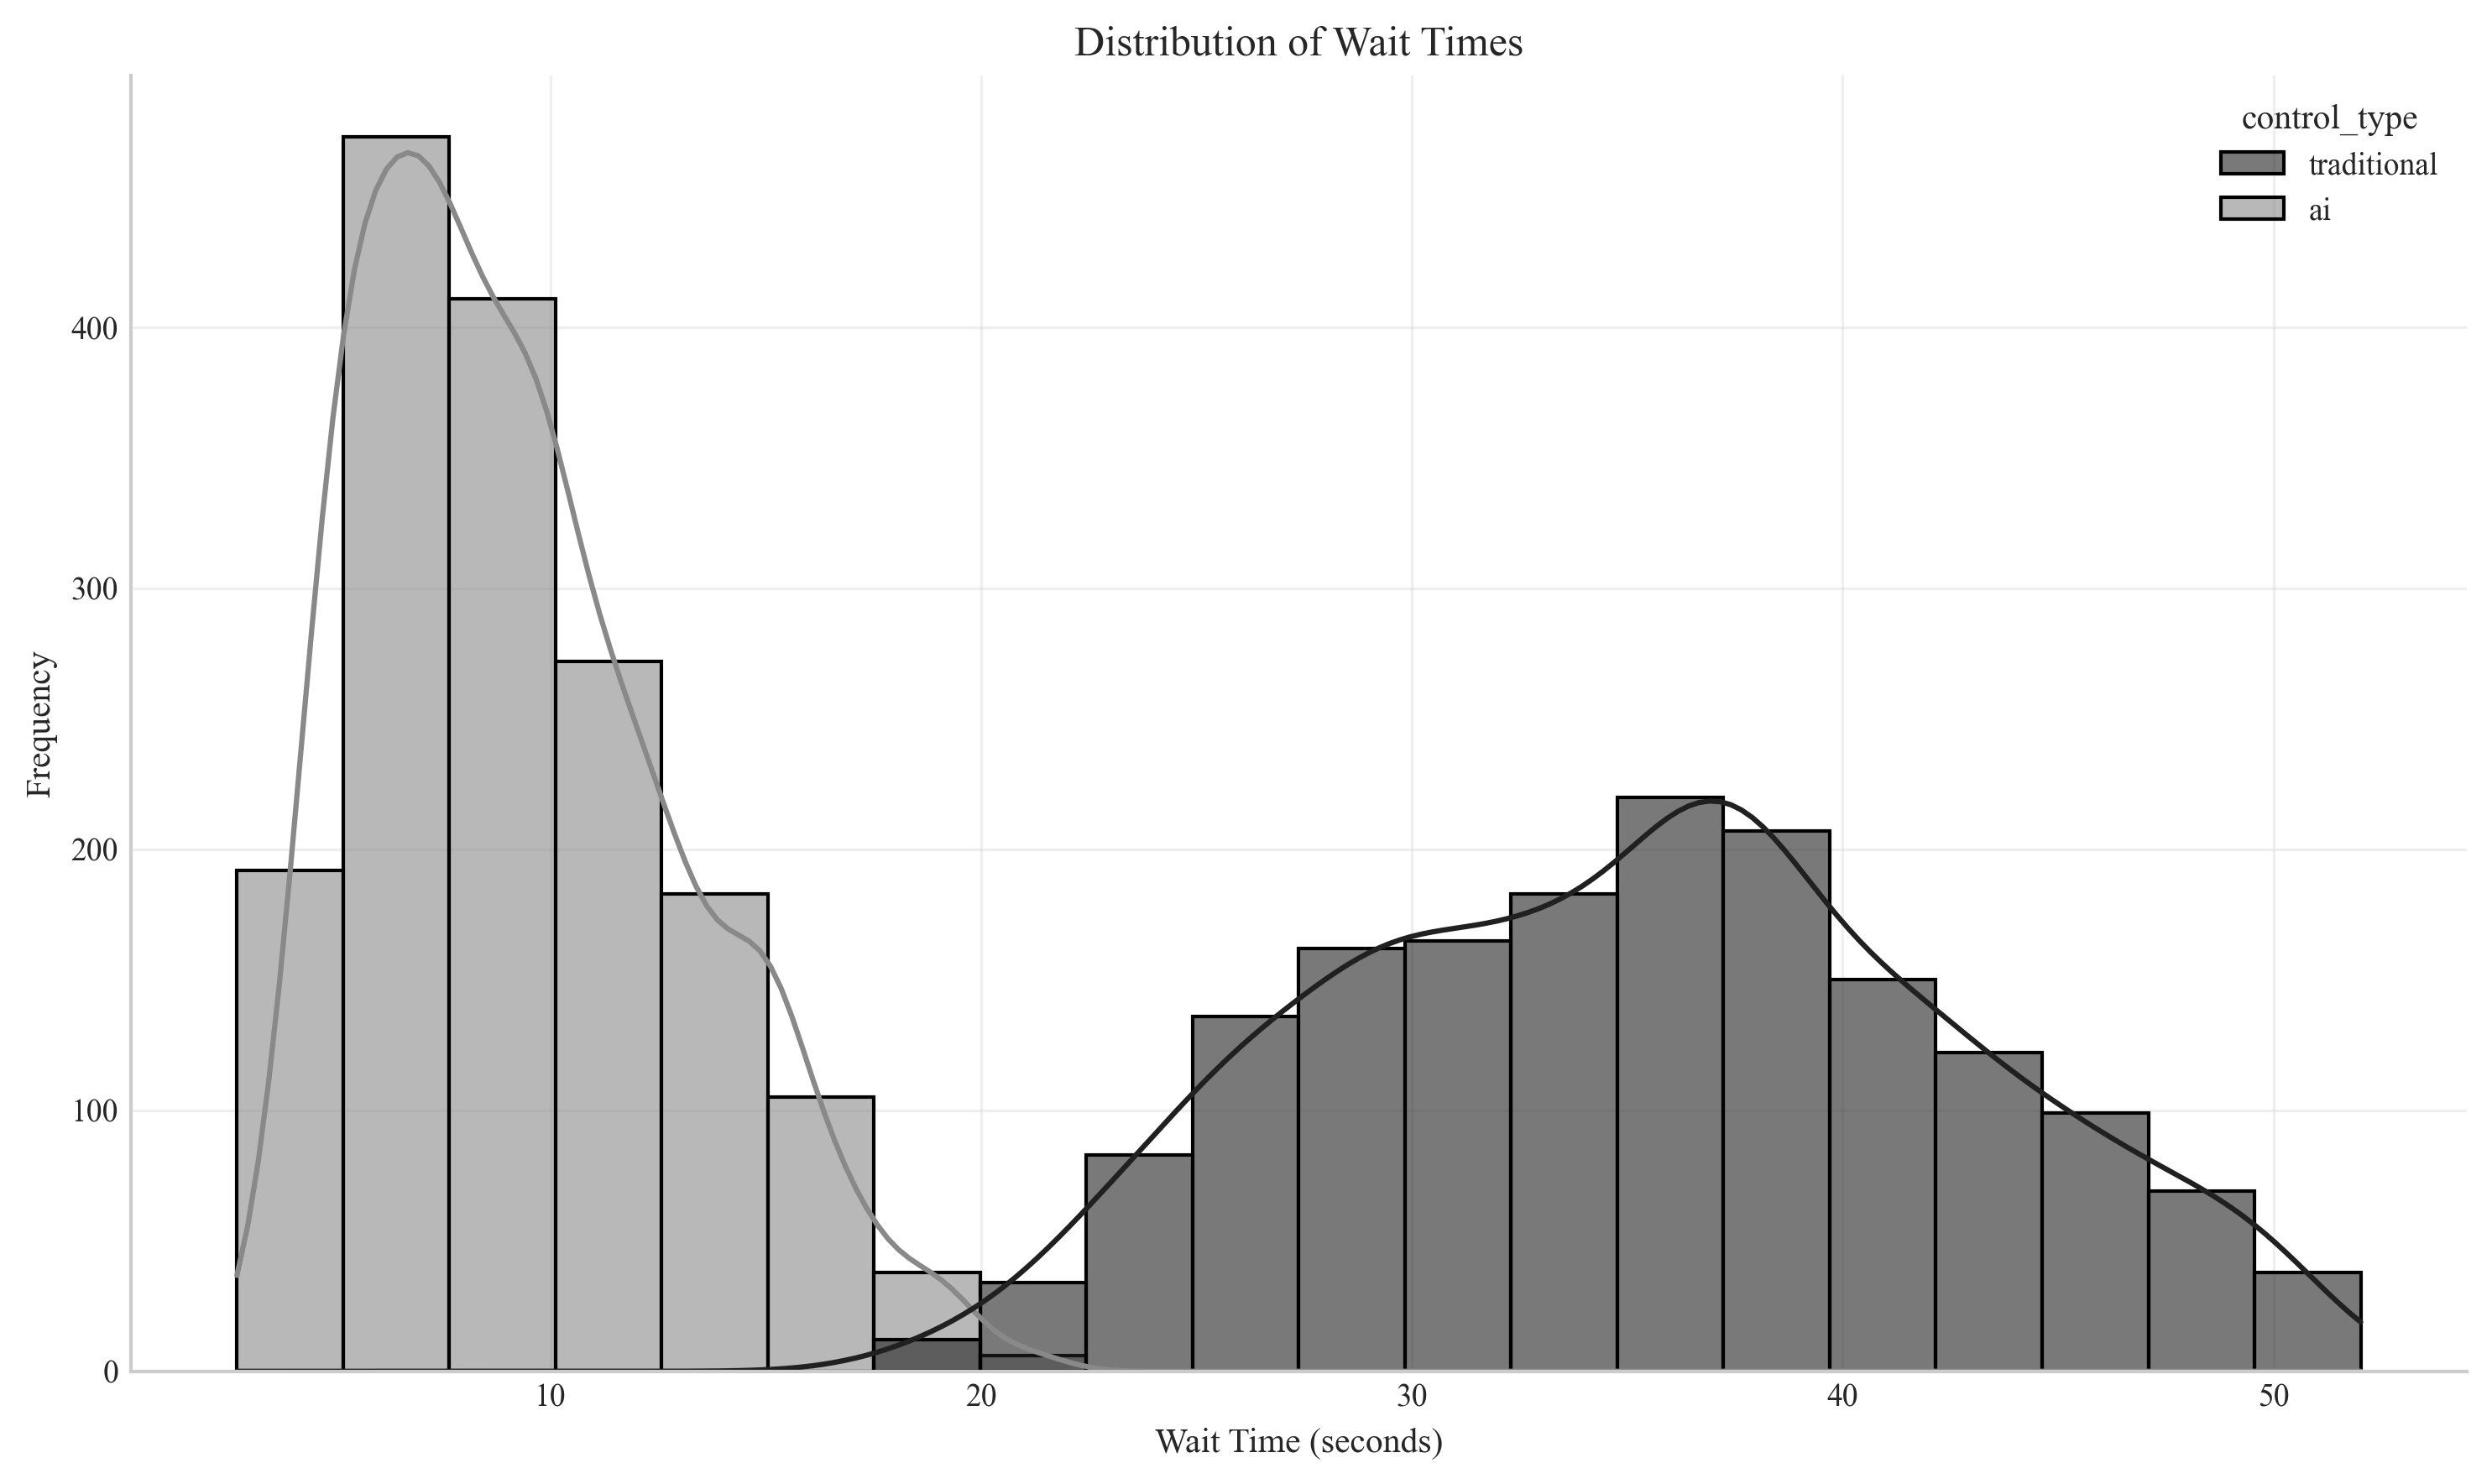 Distribution of Wait Times
control_type
traditional
ai
Frequency
400
300
200
100
0
10
20
30
40
50
Wait Time (seconds)